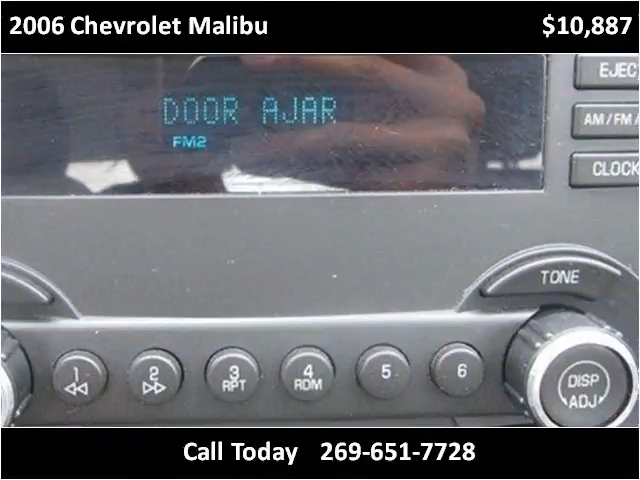 2006 Chevrolet Malibu $10,887
DOOR AJAR
FM2
EJEC
AM/FM/
CLOCK
TONE
1 2 3 4 5 6
RPT RDM
DISP
ADJ
Call Today 269-651-7728